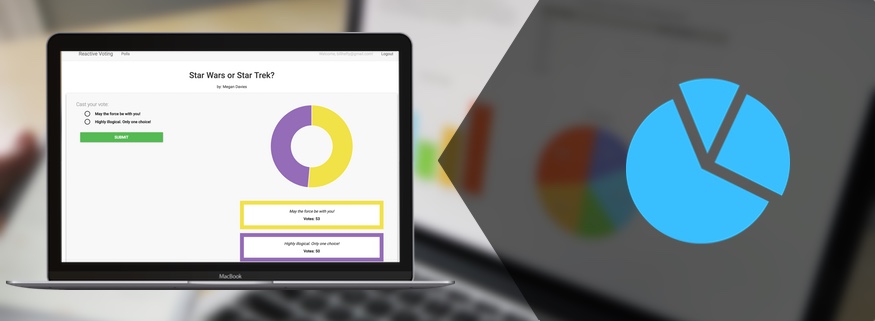 Reactive Voting Polls Logout
Star Wars or Star Trek?
by: Megan Davies
Cast your vote:
May the force be with you!
Highly illogical. Only one choice!
SUBMIT
May the force be with you!
Votes: 53
Highly illogical. Only one choice!
Votes: 50
MacBook